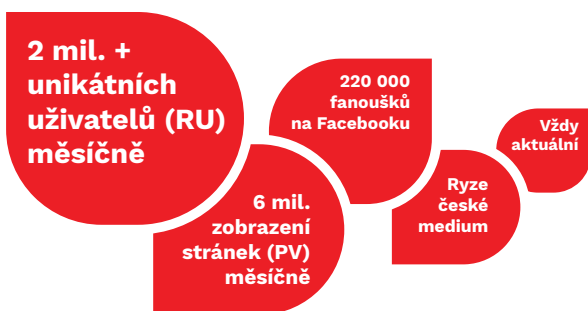 2 mil. +
unikátních
uživatelů (RU)
měsíčně
220 000
fanoušků
na Facebooku
6 mil.
zobrazení
stránek (PV)
měsíčně
Ryze
české
medium
Vždy
aktuální